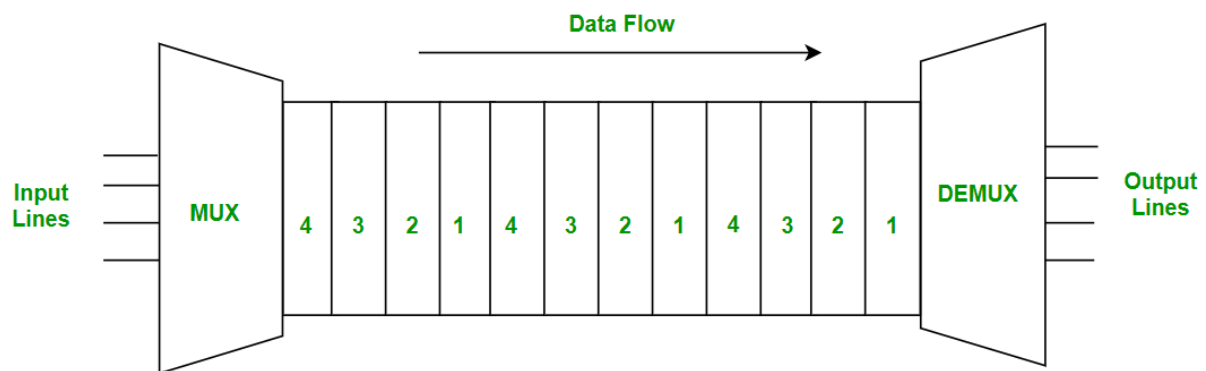 Data Flow
Input
Lines
MUX
4 3 2 1 4 3 2 1 4 3 2 1
DEMUX
Output
Lines